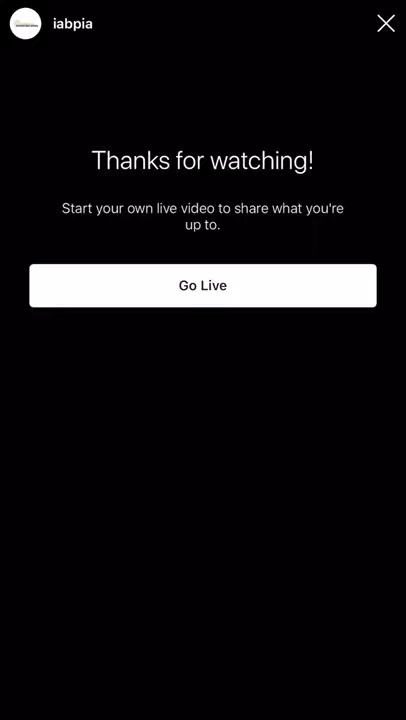 iabpia
Thanks for watching!
Start your own live video to share what you're
up to.
Go Live